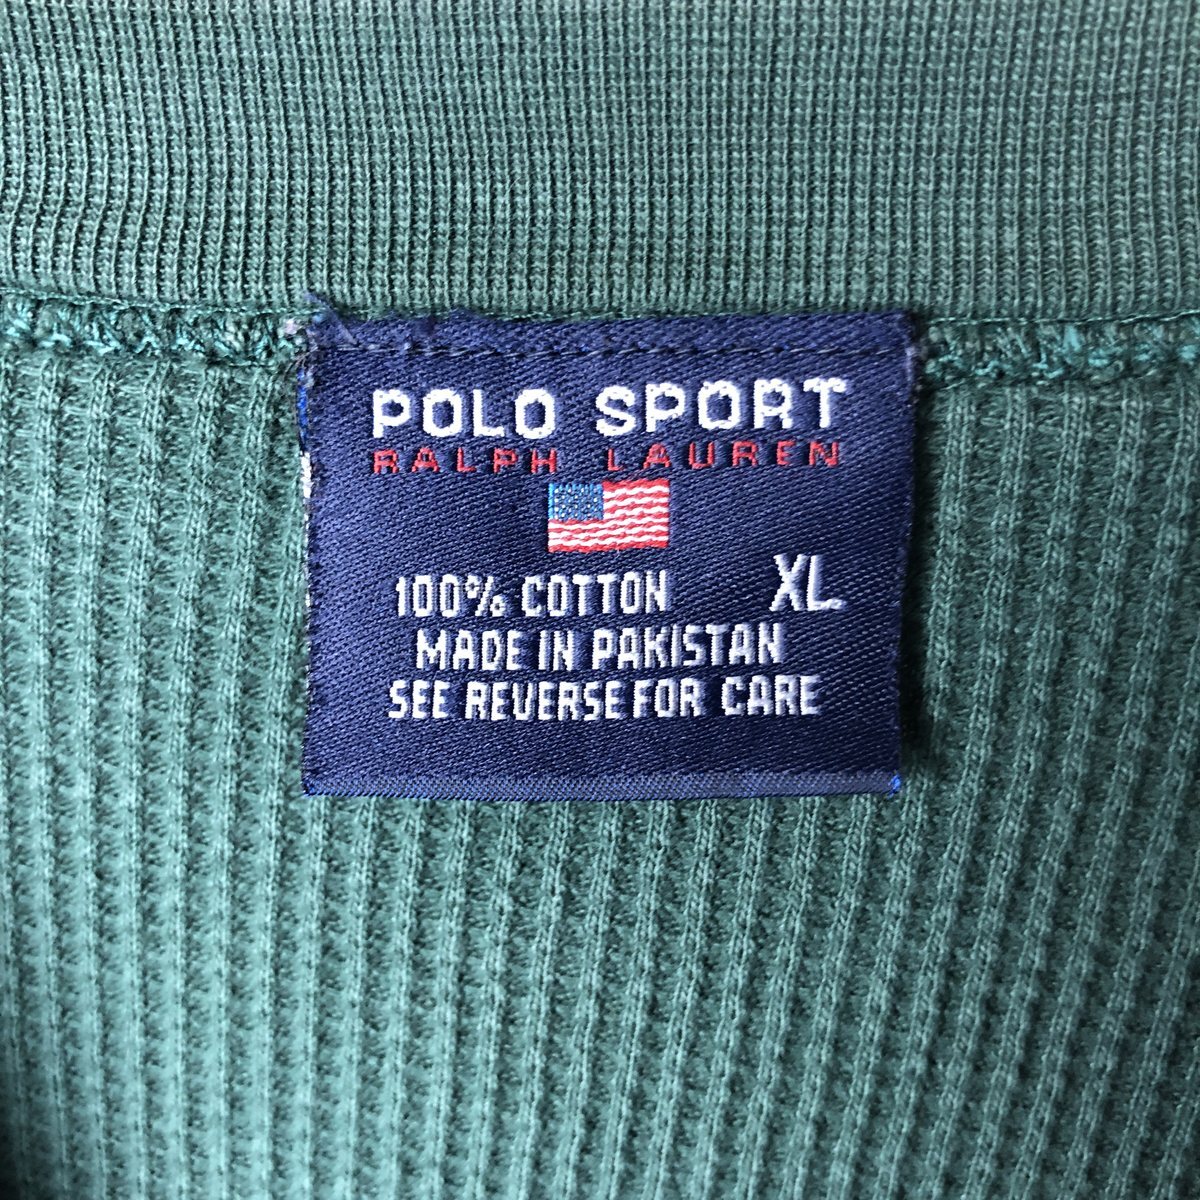 POLO SPORT
RALPH LAUREN
100% COTTON XL
MADE IN PAKISTAN
SEE REVERSE FOR CARE